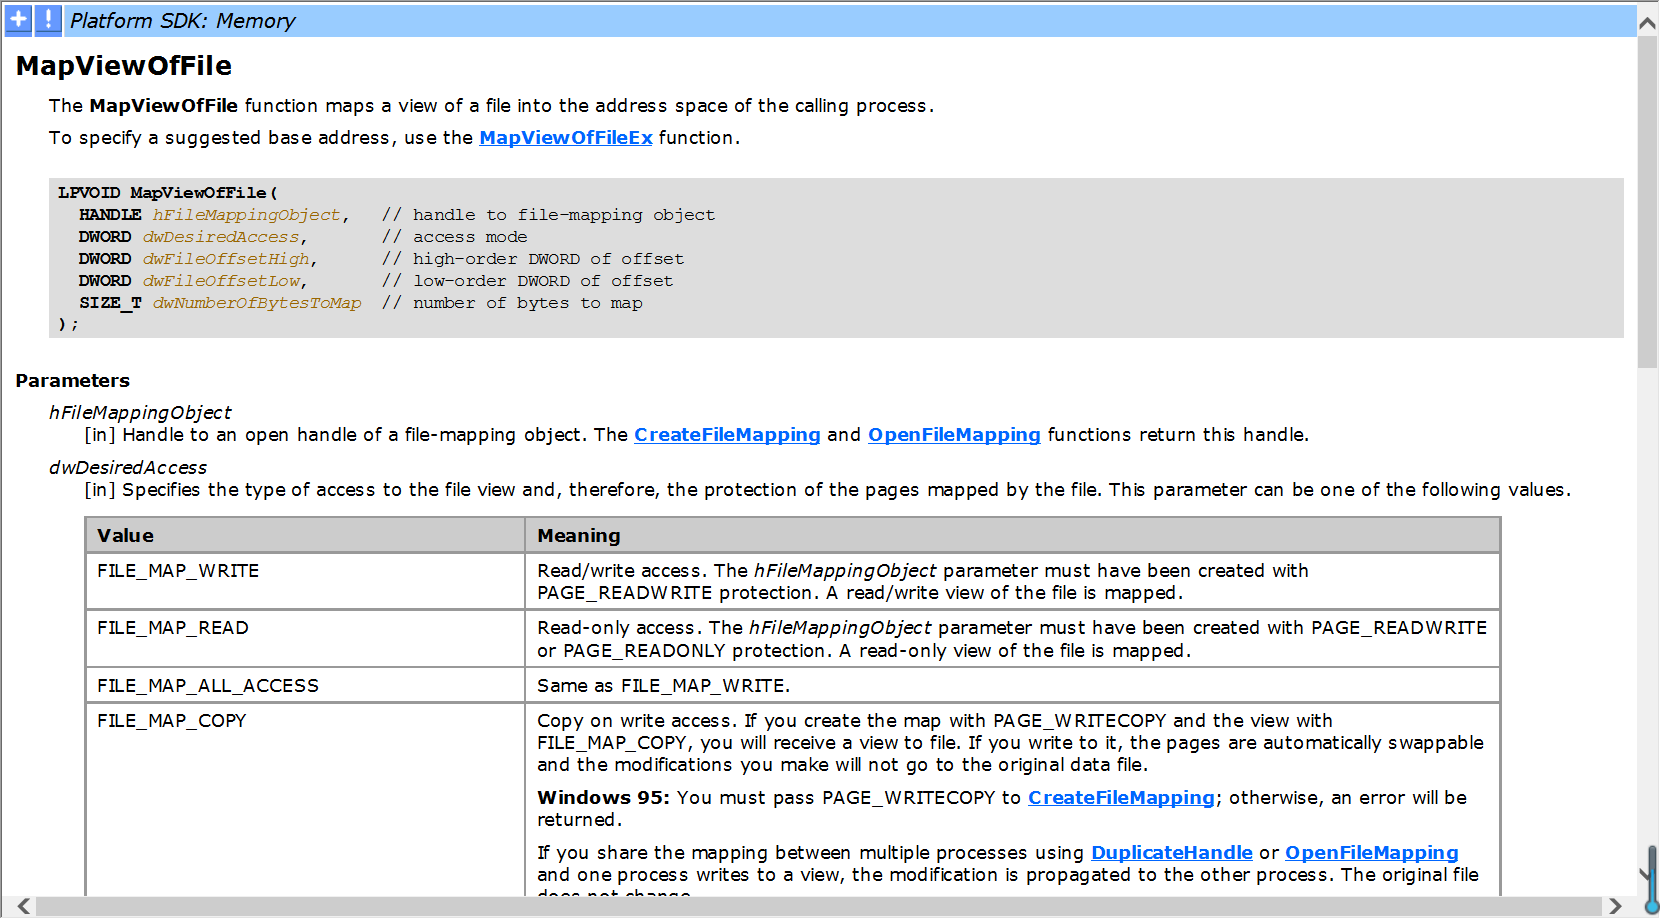 Platform SDK: Memory
MapViewOfFile
The MapViewOfFile function maps a view of a file into the address space of the calling process.
To specify a suggested base address, use the MapViewOfFileEx function.
LPVOID MapViewOfFile(
  HANDLE hFileMappingObject,   // handle to file-mapping object
  DWORD dwDesiredAccess,       // access mode
  DWORD dwFileOffsetHigh,      // high-order DWORD of offset
  DWORD dwFileOffsetLow,       // low-order DWORD of offset
  SIZE_T dwNumberOfBytesToMap  // number of bytes to map
);
Parameters
hFileMappingObject
[in] Handle to an open handle of a file-mapping object. The CreateFileMapping and OpenFileMapping functions return this handle.
dwDesiredAccess
[in] Specifies the type of access to the file view and, therefore, the protection of the pages mapped by the file. This parameter can be one of the following values.
Value Meaning
FILE_MAP_WRITE Read/write access. The hFileMappingObject parameter must have been created with
PAGE_READWRITE protection. A read/write view of the file is mapped.
FILE_MAP_READ Read-only access. The hFileMappingObject parameter must have been created with PAGE_READWRITE
or PAGE_READONLY protection. A read-only view of the file is mapped.
FILE_MAP_ALL_ACCESS Same as FILE_MAP_WRITE.
FILE_MAP_COPY Copy on write access. If you create the map with PAGE_WRITECOPY and the view with
FILE_MAP_COPY, you will receive a view to file. If you write to it, the pages are automatically swappable
and the modifications you make will not go to the original data file.
Windows 95: You must pass PAGE_WRITECOPY to CreateFileMapping; otherwise, an error will be
returned.
If you share the mapping between multiple processes using DuplicateHandle or OpenFileMapping
and one process writes to a view, the modification is propagated to the other process. The original file
does not change.